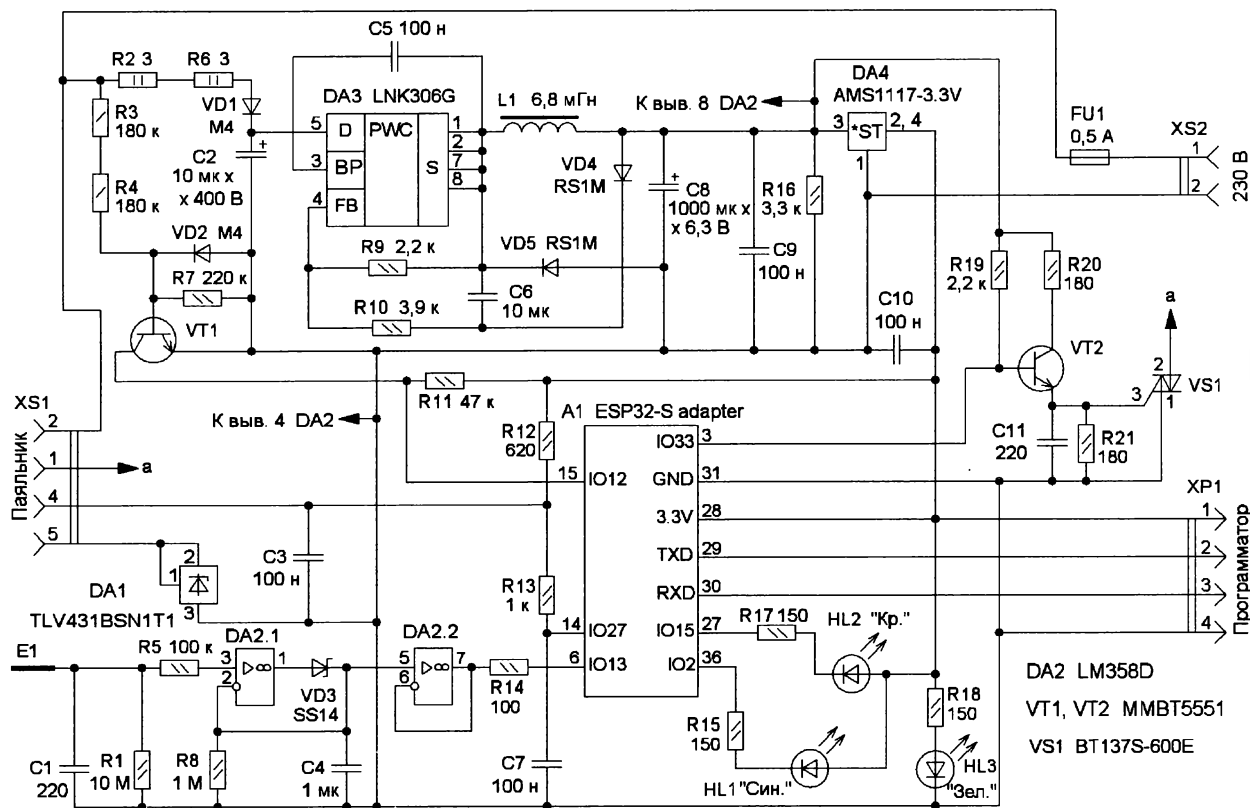 C5 100 н
R2 3
R6 3
R3
180 к
VD1
М4
DA3 LNK306G
L1 6,8 мГн
К выв. 8 DA2
DA4
AMS1117-3.3V
FU1
0,5 А
XS2
1
2
230 В
5
D
PWC
1
2
7
8
3
BP
S
4
FB
3
*ST
2, 4
1
C2
10 мк х
х 400 В
+
R4
180 к
VD4
RS1M
+
C8
1000 мк х
х 6,3 В
R16
3,3 к
VD2 М4
R7 220 к
R9 2,2 к
VD5
RS1M
C9
100 н
R19
2,2 к
R20
180
R10 3,9 к
C6
10 мк
C10
100 н
a
VT1
VT2
2
3
1
VS1
XS1
2
1
4
5
Паяльник
a
R11 47 к
К выв. 4 DA2
R12
620
A1 ESP32-S adapter
15
IO12
14
IO27
6
IO13
IO33
3
GND
31
3.3V
28
TXD
29
RXD
30
IO15
27
IO2
36
C11
220
R21
180
XP1
1
2
3
4
Программатор
C3
100 н
R13
1 к
2
1
3
DA1
TLV431BSN1T1
E1
R5 100 к
DA2.1
3
2
1
∞
VD3
SS14
DA2.2
5
6
7
∞
R14
100
R17 150
HL2 "Кр."
R15
150
HL1 "Син."
R18
150
HL3
"Зел."
C1
220
R1
10 М
R8
1 М
C4
1 мк
C7
100 н
DA2 LM358D
VT1, VT2 MMBT5551
VS1 BT137S-600E